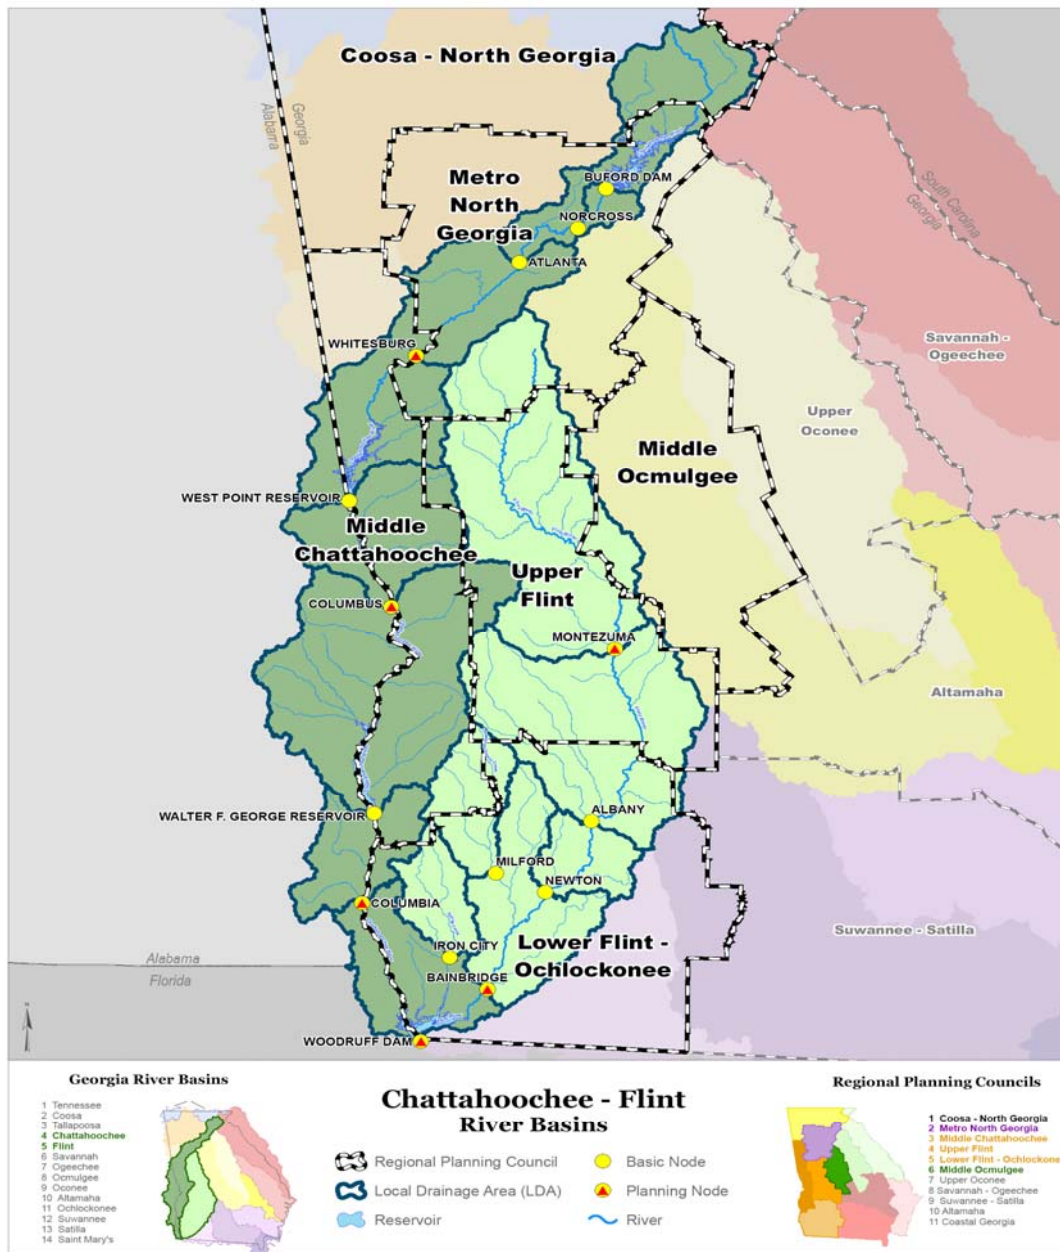 Coosa - North Georgia
Georgia
Alabama
Metro
North
Georgia
BUFORD DAM
NORCROSS
ATLANTA
South Carolina
Georgia
WHITESBURG
Savannah -
Ogeechee
Upper
Oconee
Middle
Ocmulgee
WEST POINT RESERVOIR
Middle
Chattahoochee
Upper
Flint
COLUMBUS
MONTEZUMA
Altamaha
WALTER F. GEORGE RESERVOIR
ALBANY
MILFORD
NEWTON
COLUMBIA
Suwannee - Satilla
IRON CITY
Lower Flint -
Ochlockonee
BAINBRIDGE
Alabama
Florida
WOODRUFF DAM
Georgia River Basins
1 Tennessee
2 Coosa
3 Tallapoosa
4 Chattahoochee
5 Flint
6 Savannah
7 Ogeechee
8 Ocmulgee
9 Oconee
10 Altamaha
11 Ochlockonee
12 Suwannee
13 Satilla
14 Saint Mary's
Chattahoochee - Flint
River Basins
Regional Planning Council
Local Drainage Area (LDA)
Reservoir
Basic Node
Planning Node
River
Regional Planning Councils
1 Coosa - North Georgia
2 Metro North Georgia
3 Middle Chattahoochee
4 Upper Flint
5 Lower Flint - Ochlockone
6 Middle Ocmulgee
7 Upper Oconee
8 Savannah - Ogeechee
9 Suwannee - Satilla
10 Altamaha
11 Coastal Georgia